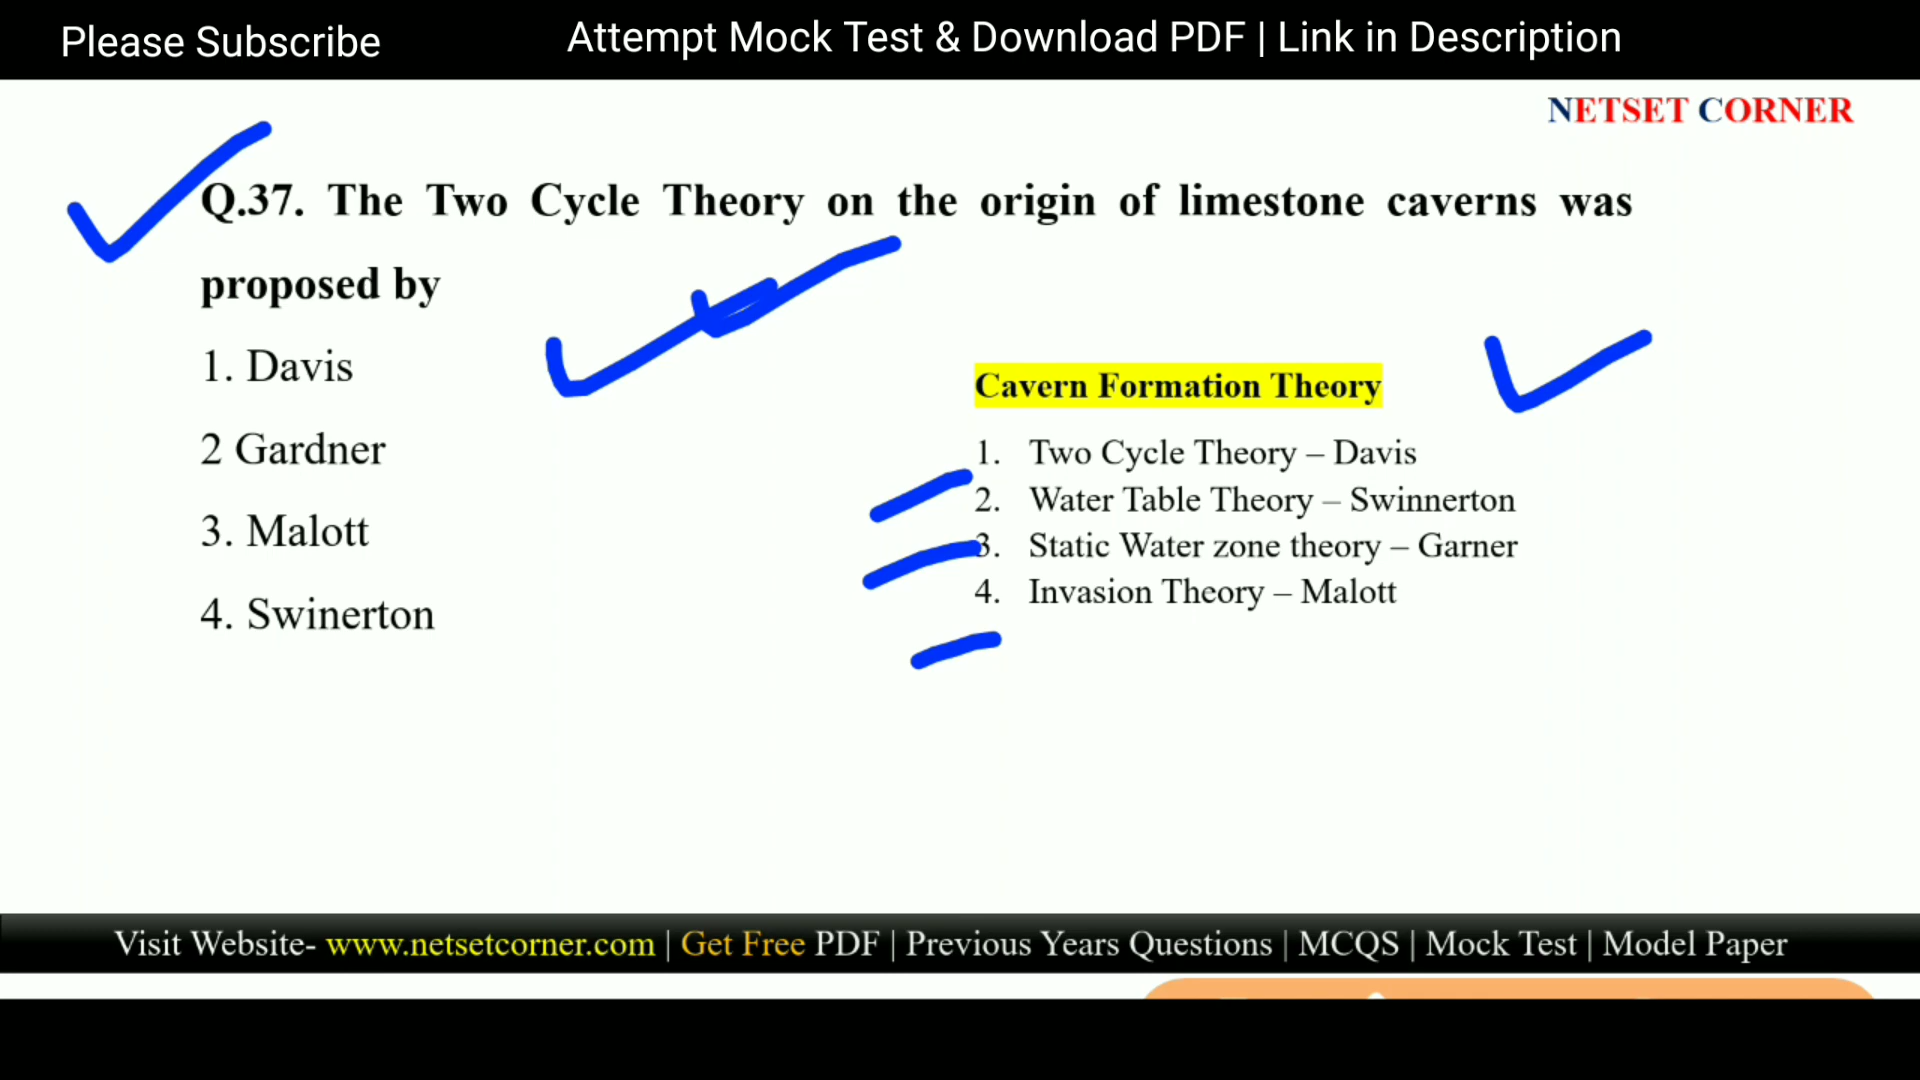 Please Subscribe
Attempt Mock Test & Download PDF | Link in Description
NETSET CORNER
Q.37. The Two Cycle Theory on the origin of limestone caverns was
proposed by
1. Davis
2 Gardner
3. Malott
4. Swinerton
Cavern Formation Theory
1. Two Cycle Theory – Davis
2. Water Table Theory – Swinnerton
3. Static Water zone theory – Garner
4. Invasion Theory – Malott
Visit Website- www.netsetcorner.com | Get Free PDF | Previous Years Questions | MCQS | Mock Test | Model Paper